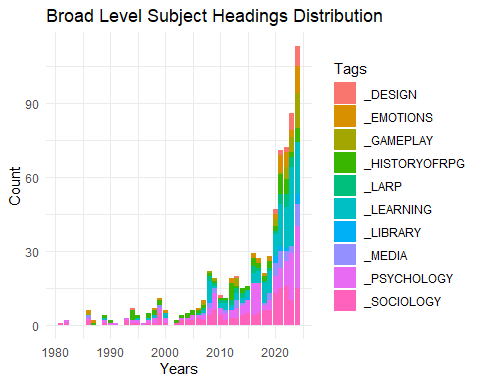 Broad Level Subject Headings Distribution
Count
90
60
30
0
1980 1990 2000 2010 2020
Years
Tags
_DESIGN
_EMOTIONS
_GAMEPLAY
_HISTORYOFRPG
_LARP
_LEARNING
_LIBRARY
_MEDIA
_PSYCHOLOGY
_SOCIOLOGY